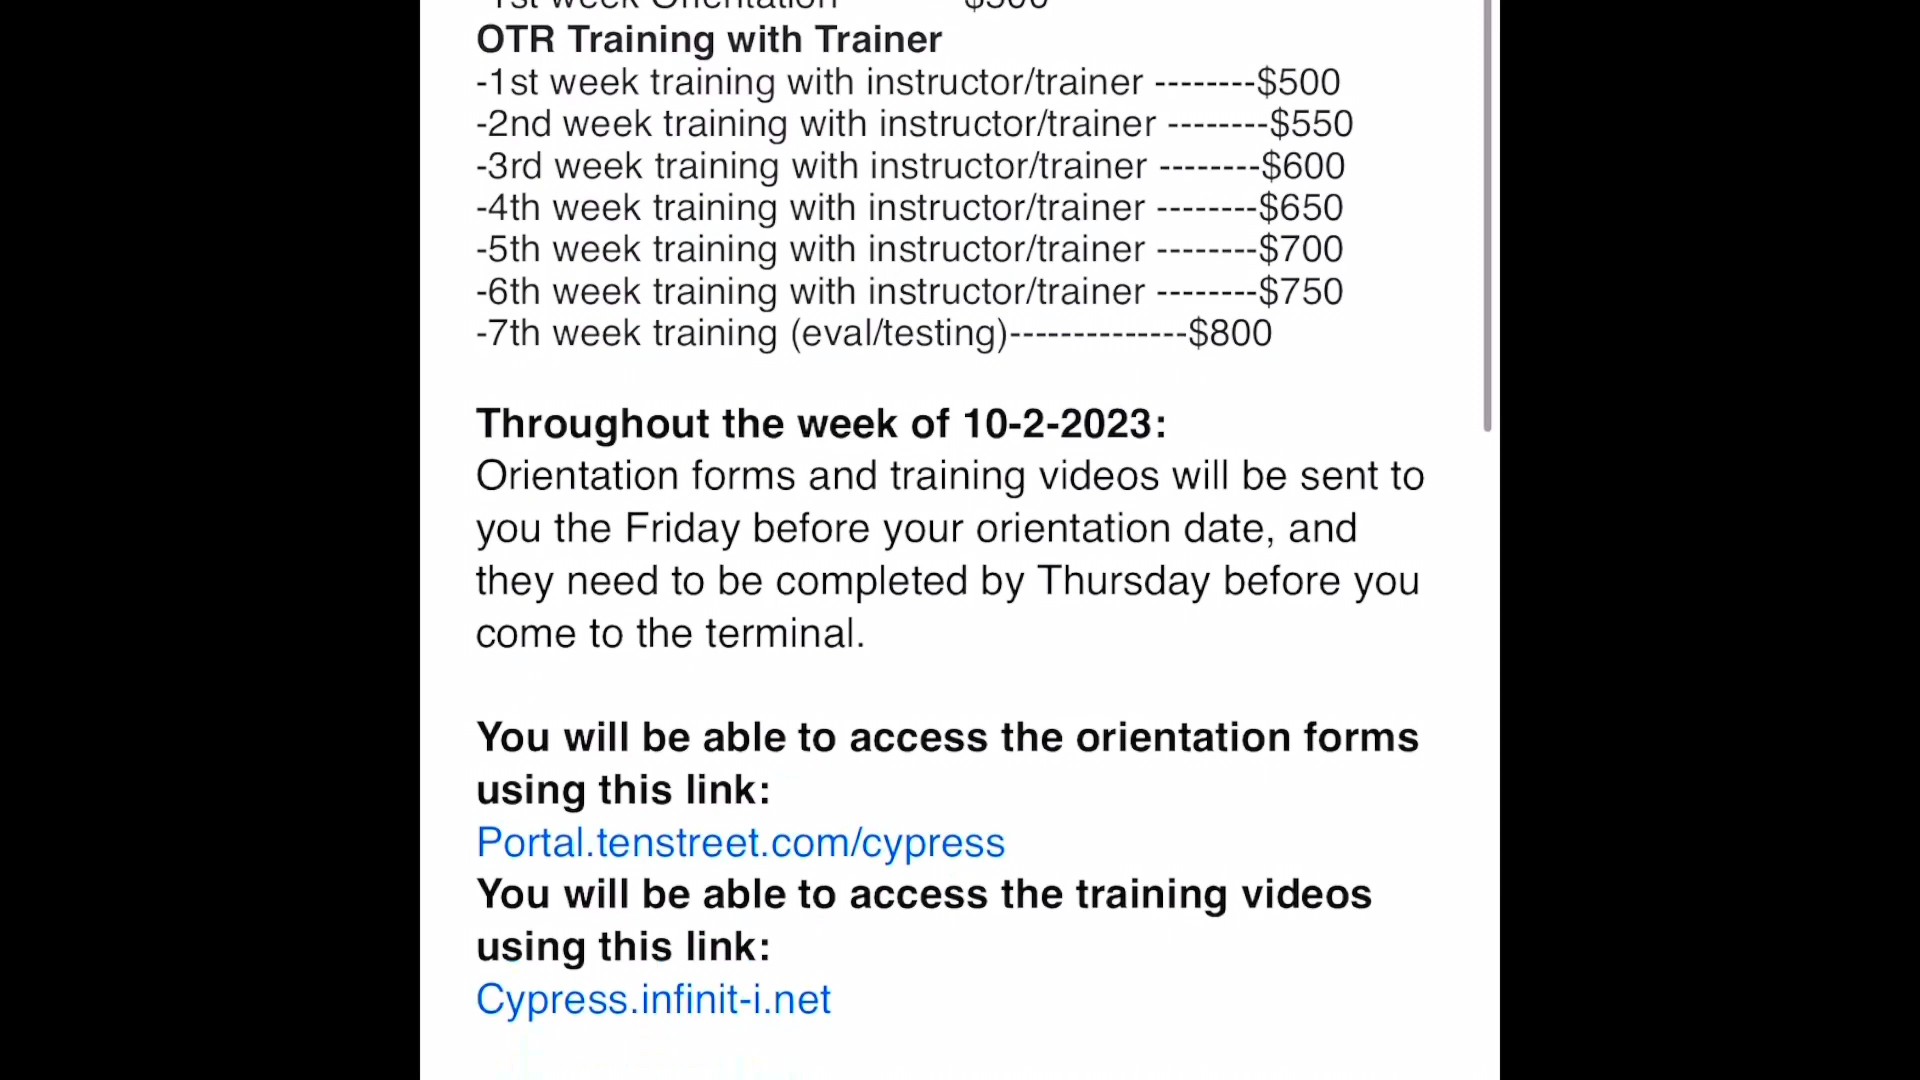 -1st week Orientation $500
OTR Training with Trainer
-1st week training with instructor/trainer --------$500
-2nd week training with instructor/trainer --------$550
-3rd week training with instructor/trainer --------$600
-4th week training with instructor/trainer --------$650
-5th week training with instructor/trainer --------$700
-6th week training with instructor/trainer --------$750
-7th week training (eval/testing)--------------$800
Throughout the week of 10-2-2023:
Orientation forms and training videos will be sent to
you the Friday before your orientation date, and
they need to be completed by Thursday before you
come to the terminal.
You will be able to access the orientation forms
using this link:
Portal.tenstreet.com/cypress
You will be able to access the training videos
using this link:
Cypress.infinit-i.net